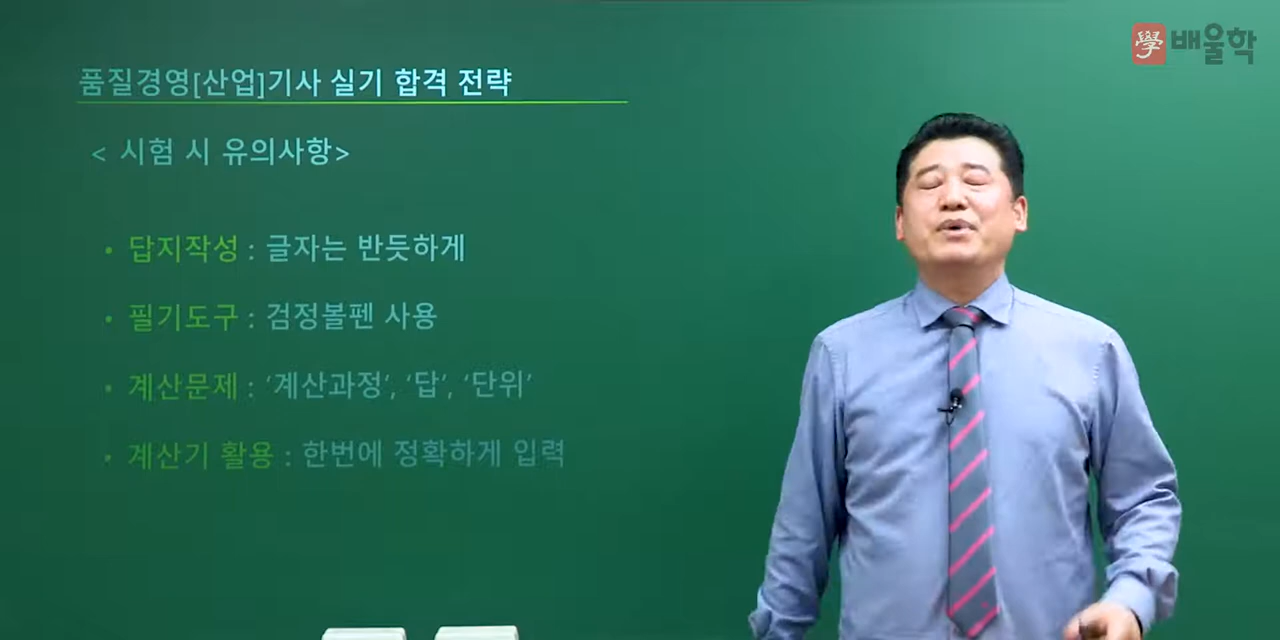 學배울학
품질경영[산업]기사 실기 합격 전략
< 시험 시 유의사항>
• 답지작성 : 글자는 반듯하게
• 필기도구 : 검정볼펜 사용
• 계산문제 : ‘계산과정’, ‘답’, ‘단위’
• 계산기 활용 : 한번에 정확하게 입력